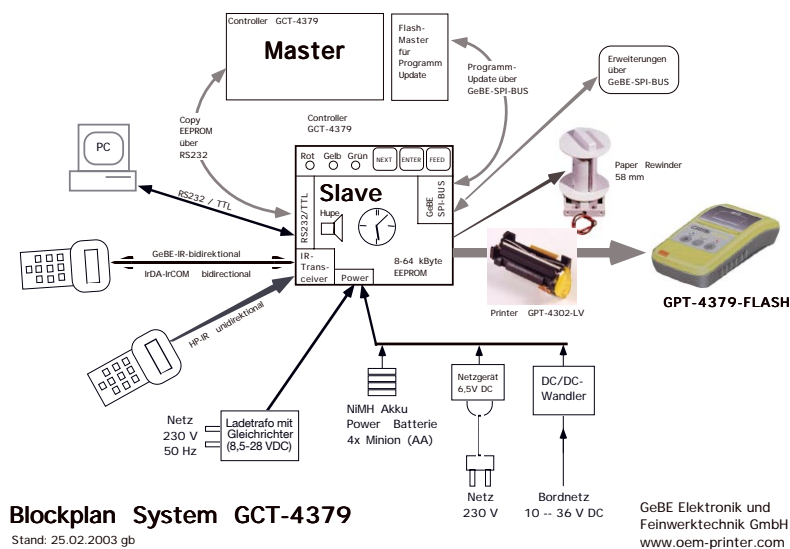 Controller GCT-4379
Master
Flash-
Master
für
Programm
Update
Programm-
Update über
GeBE-SPI-BUS
Erweiterungen
über
GeBE-SPI-BUS
Copy
EEPROM
über
RS232
Controller
GCT-4379
PC
Rot Gelb Grün NEXT ENTER FEED
Slave
Hupe
RS232/TTL
GeBE
SPI-BUS
RS232 / TTL
Paper Rewinder
58 mm
GeBE-IR-bidirektional
IrDA-IrCOM bidirectional
IR-
Trans-
ceiver
Power
8-64 kByte
EEPROM
HP-IR unidirektional
Printer GPT-4302-LV
GPT-4379-FLASH
Netz
230 V
50 Hz
Ladetrafo mit
Gleichrichter
(8,5-28 VDC)
NiMH Akku
Power Batterie
4x Minion (AA)
Netzgerät
6,5V DC
DC/DC-
Wandler
Netz
230 V
Bordnetz
10 -- 36 V DC
Blockplan System GCT-4379
Stand: 25.02.2003 gb
GeBE Elektronik und
Feinwerktechnik GmbH
www.oem-printer.com